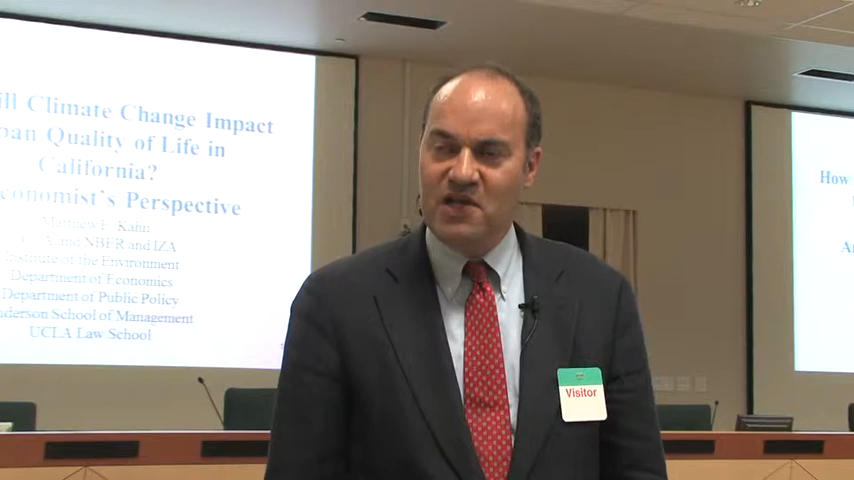 ill Climate Change Impact
ban Quality of Life in
California?
conomist's Perspective
Matthew E. Kahn
and NBER and IZA
Institute of the Environment
Department of Economics
Department of Public Policy
nderson School of Management
UCLA Law School
How
Visitor